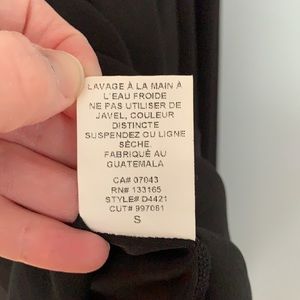 LAVAGE À LA MAIN À
L'EAU FROIDE
NE PAS UTILISER DE
JAVEL, COULEUR
DISTINCTE
SUSPENDEZ OU LIGNE
SÈCHE.
FABRIQUÉ AU
GUATEMALA
CA# 07043
RN# 133165
STYLE# D4421
CUT# 997081
S